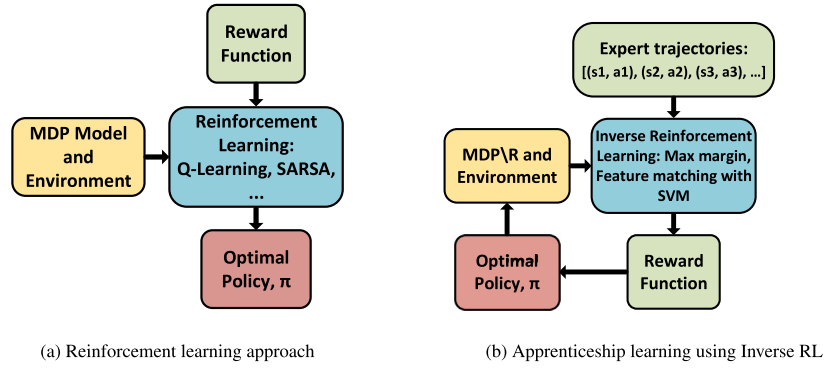 Reward
Function
MDP Model
and
Environment
Reinforcement
Learning:
Q-Learning, SARSA,
...
Optimal
Policy, π
(a) Reinforcement learning approach
Expert trajectories:
[(s1, a1), (s2, a2), (s3, a3), ...]
MDP\R and
Environment
Inverse Reinforcement
Learning: Max margin,
Feature matching with
SVM
Optimal
Policy, π
Reward
Function
(b) Apprenticeship learning using Inverse RL